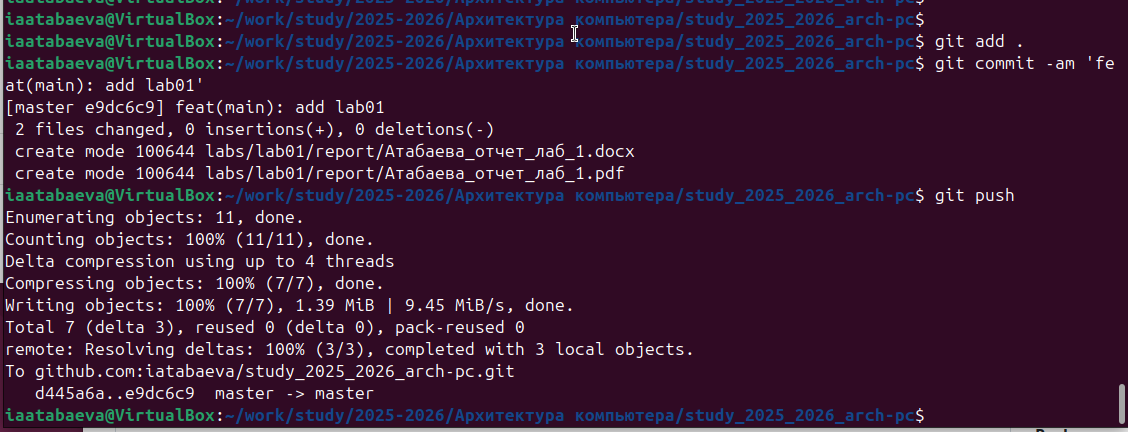 iaatabaeva@VirtualBox:~/work/study/2025-2026/Архитектура компьютера/study_2025_2026_arch-pc$
iaatabaeva@VirtualBox:~/work/study/2025-2026/Архитектура компьютера/study_2025_2026_arch-pc$ git add .
iaatabaeva@VirtualBox:~/work/study/2025-2026/Архитектура компьютера/study_2025_2026_arch-pc$ git commit -am 'fe
at(main): add lab01'
[master e9dc6c9] feat(main): add lab01
 2 files changed, 0 insertions(+), 0 deletions(-)
 create mode 100644 labs/lab01/report/Атабаева_отчет_лаб_1.docx
 create mode 100644 labs/lab01/report/Атабаева_отчет_лаб_1.pdf
iaatabaeva@VirtualBox:~/work/study/2025-2026/Архитектура компьютера/study_2025_2026_arch-pc$ git push
Enumerating objects: 11, done.
Counting objects: 100% (11/11), done.
Delta compression using up to 4 threads
Compressing objects: 100% (7/7), done.
Writing objects: 100% (7/7), 1.39 MiB | 9.45 MiB/s, done.
Total 7 (delta 3), reused 0 (delta 0), pack-reused 0
remote: Resolving deltas: 100% (3/3), completed with 3 local objects.
To github.com:iatabaeva/study_2025_2026_arch-pc.git
   d445a6a..e9dc6c9  master -> master
iaatabaeva@VirtualBox:~/work/study/2025-2026/Архитектура компьютера/study_2025_2026_arch-pc$